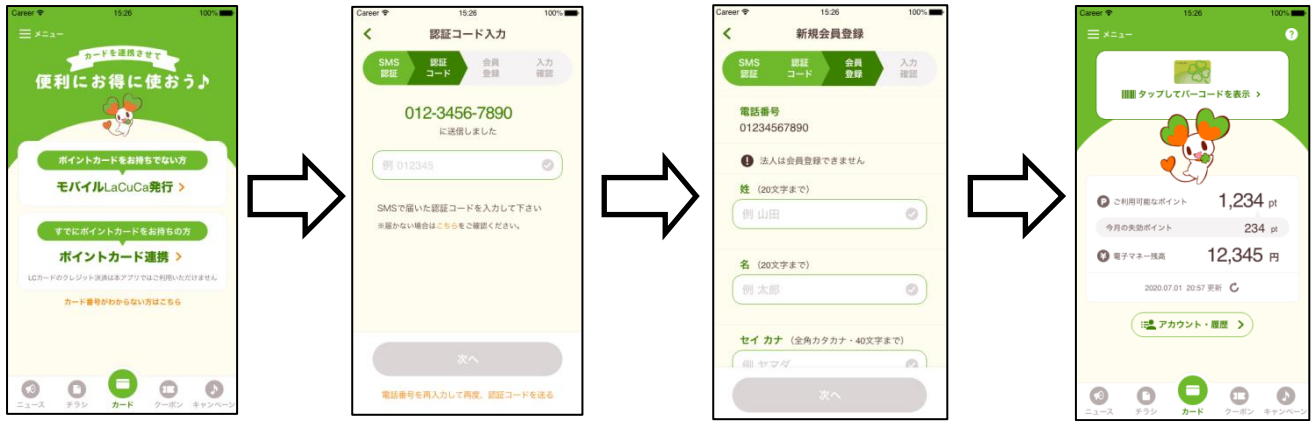 Career 15:26 100%
メニュー
カードを連携させて
便利にお得に使おう♪
ポイントカードをお持ちでない方
モバイルLaCuCa発行 >
すでにポイントカードをお持ちの方
ポイントカード連携 >
LCカードのクレジット決済は本アプリではご利用いただけません
カード番号がわからない方はこちら
ニュース
チラシ
カード
クーポン
キャンペーン
Career 15:26 100%
認証コード入力
SMS
認証
認証
コード
会員
登録
入力
確認
012-3456-7890
に送信しました
例 012345
SMSで届いた認証コードを入力して下さい
※届かない場合はこちらをご確認ください。
次へ
電話番号を再入力して再度、認証コードを送る
Career 15:26 100%
新規会員登録
SMS
認証
認証
コード
会員
登録
入力
確認
電話番号
01234567890
法人は会員登録できません
姓 (20文字まで)
例 山田
名 (20文字まで)
例 太郎
セイ カナ (全角カタカナ・40文字まで)
例 ヤマダ
次へ
Career 15:26 100%
メニュー
?
タップしてバーコードを表示 >
P ご利用可能なポイント 1,234 pt
今月の失効ポイント 234 pt
¥ 電子マネー残高 12,345 円
2020.07.01 20:57 更新
アカウント・履歴 >
ニュース
チラシ
カード
クーポン
キャンペーン